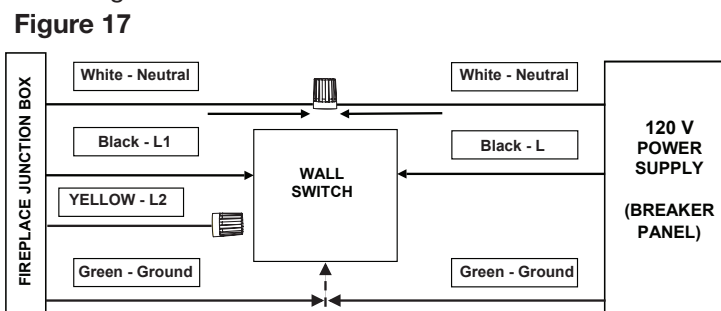 Figure 17
FIREPLACE JUNCTION BOX
White - Neutral
White - Neutral
Black - L1
Black - L
YELLOW - L2
WALL
SWITCH
Green - Ground
Green - Ground
120 V
POWER
SUPPLY
(BREAKER
PANEL)